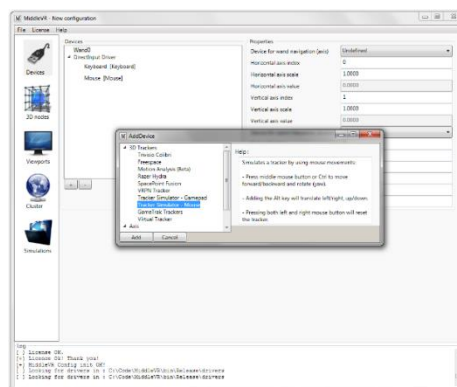 MiddleVR - New configuration
File License Help
Devices
3D nodes
Viewports
Cluster
Simulations
Devices
Wand0
DirectInput Driver
Keyboard [Keyboard]
Mouse [Mouse]
+ -
Properties
Device for wand navigation (axis) Undefined
Horizontal axis index 0
Horizontal axis scale 1.0000
Horizontal axis value 0.0000
Vertical axis index 1
Vertical axis scale 1.0000
Vertical axis value 0.0000
AddDevice
3D Trackers
Trivisio Colibri
Freespace
Motion Analysis (Beta)
Razer Hydra
SpacePoint Fusion
VRPN Tracker
Tracker Simulator - Gamepad
Tracker Simulator - Mouse
GameTrak Trackers
Virtual Tracker
Axis
Add Cancel
Help :
Simulates a tracker by using mouse movements:
- Press middle mouse button or Ctrl to move
forward/backward and rotate (yaw).
- Adding the Alt key will translate left/right, up/down.
- Pressing both left and right mouse button will reset
the tracker.
Log
[ ] License OK.
[+] License Ok! Thank you!
[+] MiddleVR Config init OK!
[ ] Looking for drivers in : C:\Code\MiddleVR\bin\Release\drivers
[ ] Looking for drivers in : C:\Code\MiddleVR\bin\Release\drivers